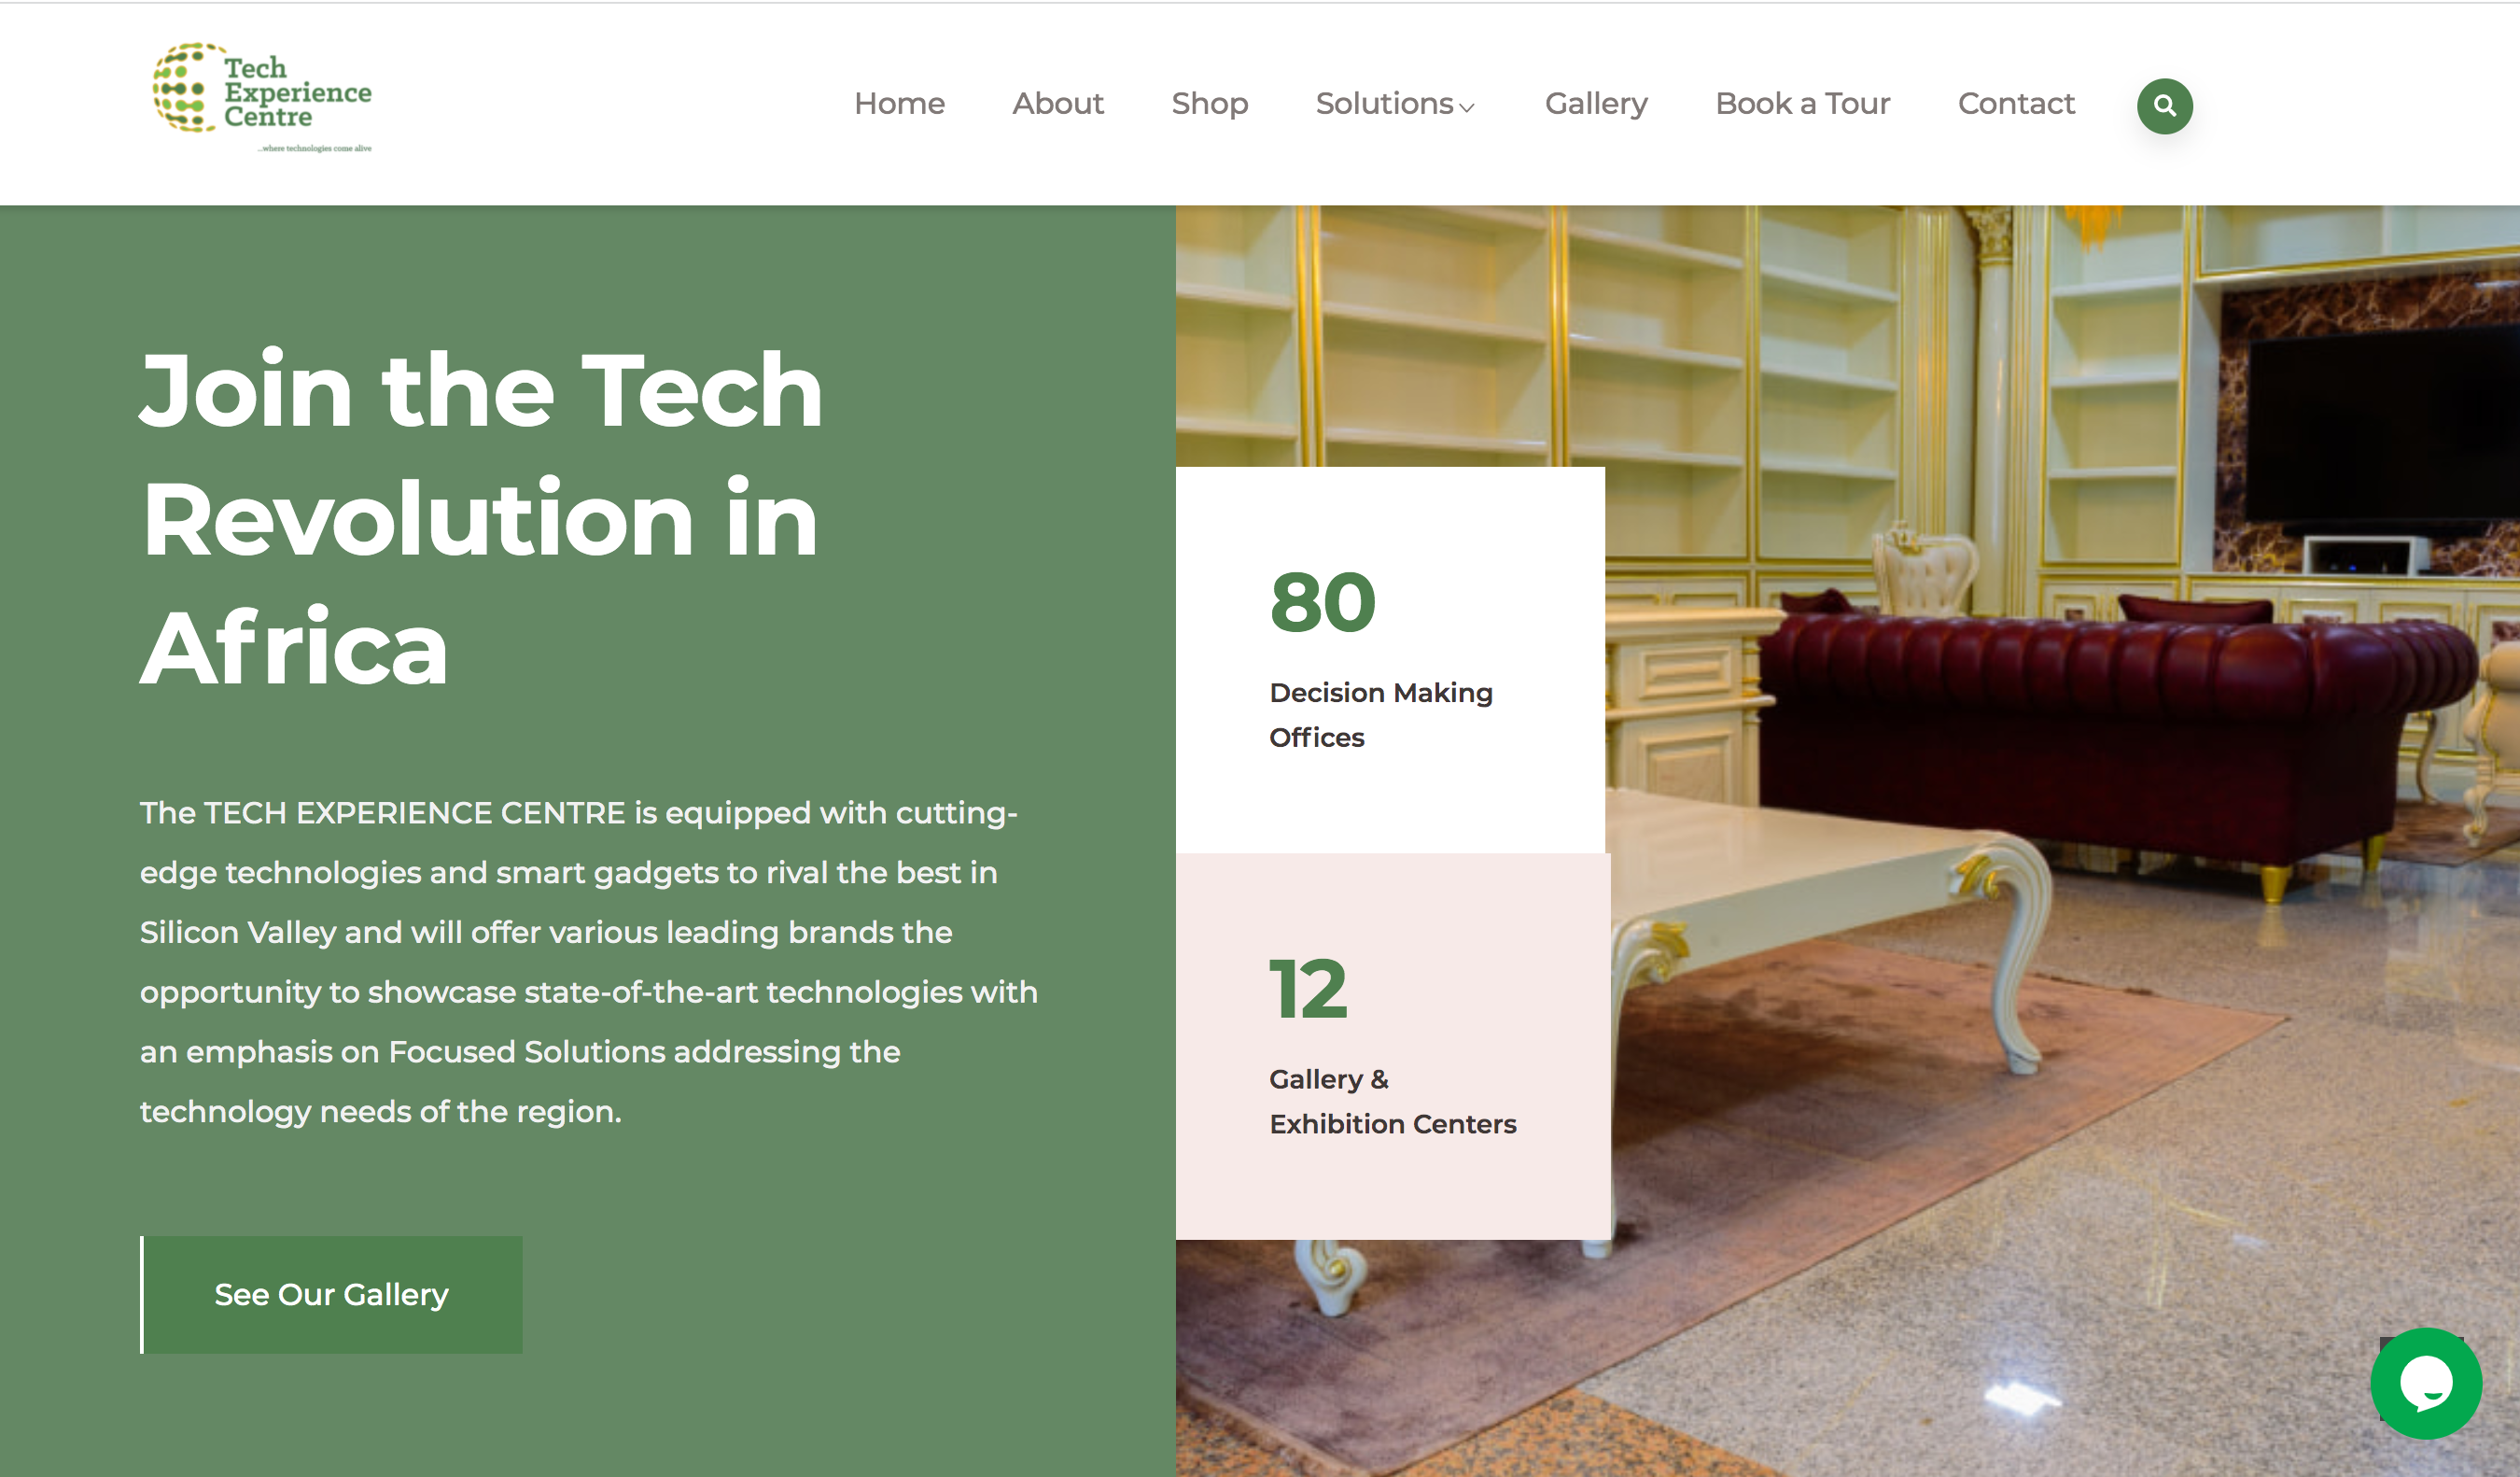 Tech
Experience
Centre
...where technologies come alive
Home
About
Shop
Solutions
Gallery
Book a Tour
Contact
Join the Tech
Revolution in
Africa
The TECH EXPERIENCE CENTRE is equipped with cutting-
edge technologies and smart gadgets to rival the best in
Silicon Valley and will offer various leading brands the
opportunity to showcase state-of-the-art technologies with
an emphasis on Focused Solutions addressing the
technology needs of the region.
See Our Gallery
80
Decision Making
Offices
12
Gallery &
Exhibition Centers